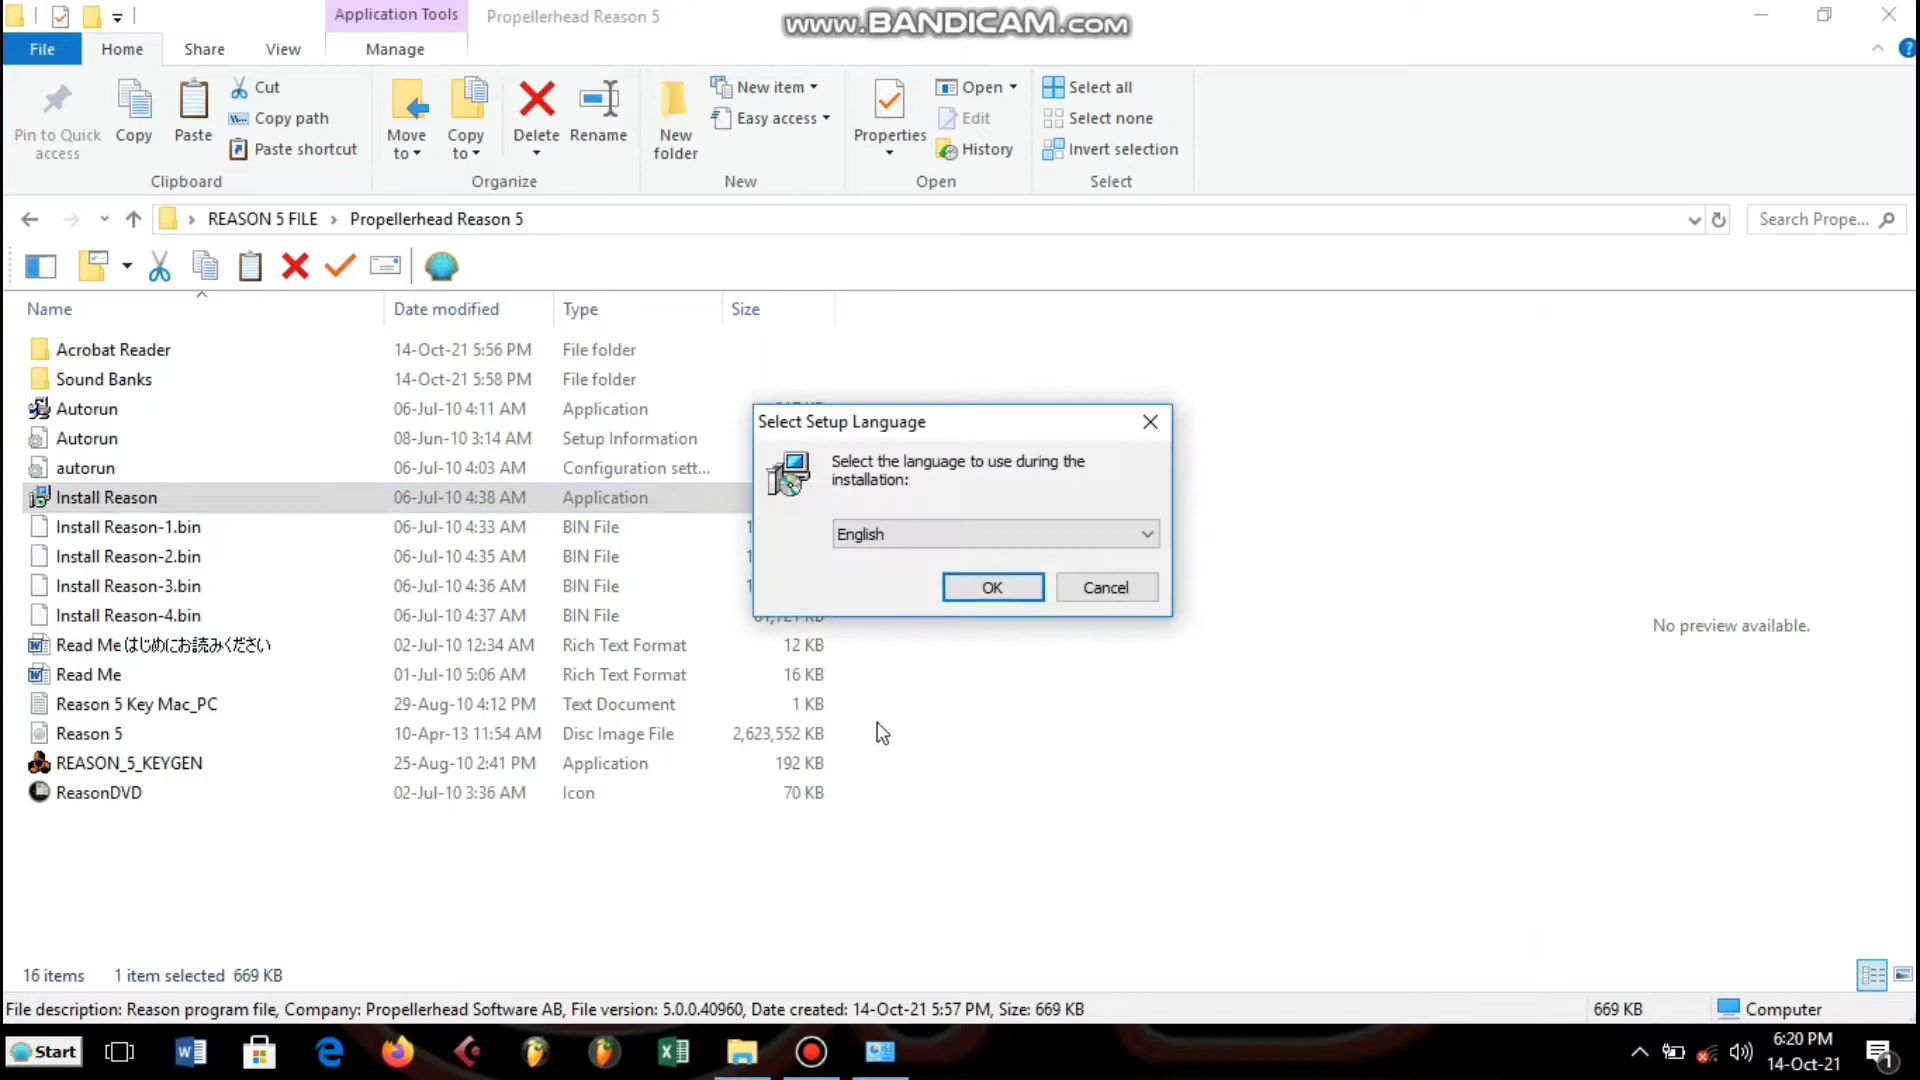 Application Tools
Propellerhead Reason 5
www.BANDICAM.com
File
Home
Share
View
Manage
Pin to Quick access
Copy
Paste
Cut
Copy path
Paste shortcut
Clipboard
Move to
Copy to
Delete
Rename
Organize
New folder
New item
Easy access
New
Properties
Open
Edit
History
Open
Select all
Select none
Invert selection
Select
REASON 5 FILE > Propellerhead Reason 5
Search Prope...
Name Date modified Type Size
Acrobat Reader 14-Oct-21 5:56 PM File folder
Sound Banks 14-Oct-21 5:58 PM File folder
Autorun 06-Jul-10 4:11 AM Application
Autorun 08-Jun-10 3:14 AM Setup Information
autorun 06-Jul-10 4:03 AM Configuration sett...
Install Reason 06-Jul-10 4:38 AM Application
Install Reason-1.bin 06-Jul-10 4:33 AM BIN File
Install Reason-2.bin 06-Jul-10 4:35 AM BIN File
Install Reason-3.bin 06-Jul-10 4:36 AM BIN File
Install Reason-4.bin 06-Jul-10 4:37 AM BIN File
Read Me はじめにお読みください 02-Jul-10 12:34 AM Rich Text Format 12 KB
Read Me 01-Jul-10 5:06 AM Rich Text Format 16 KB
Reason 5 Key Mac_PC 29-Aug-10 4:12 PM Text Document 1 KB
Reason 5 10-Apr-13 11:54 AM Disc Image File 2,623,552 KB
REASON_5_KEYGEN 25-Aug-10 2:41 PM Application 192 KB
ReasonDVD 02-Jul-10 3:36 AM Icon 70 KB
Select Setup Language
Select the language to use during the
installation:
English
OK
Cancel
No preview available.
16 items 1 item selected 669 KB
File description: Reason program file, Company: Propellerhead Software AB, File version: 5.0.0.40960, Date created: 14-Oct-21 5:57 PM, Size: 669 KB
669 KB
Computer
Start
6:20 PM
14-Oct-21
1